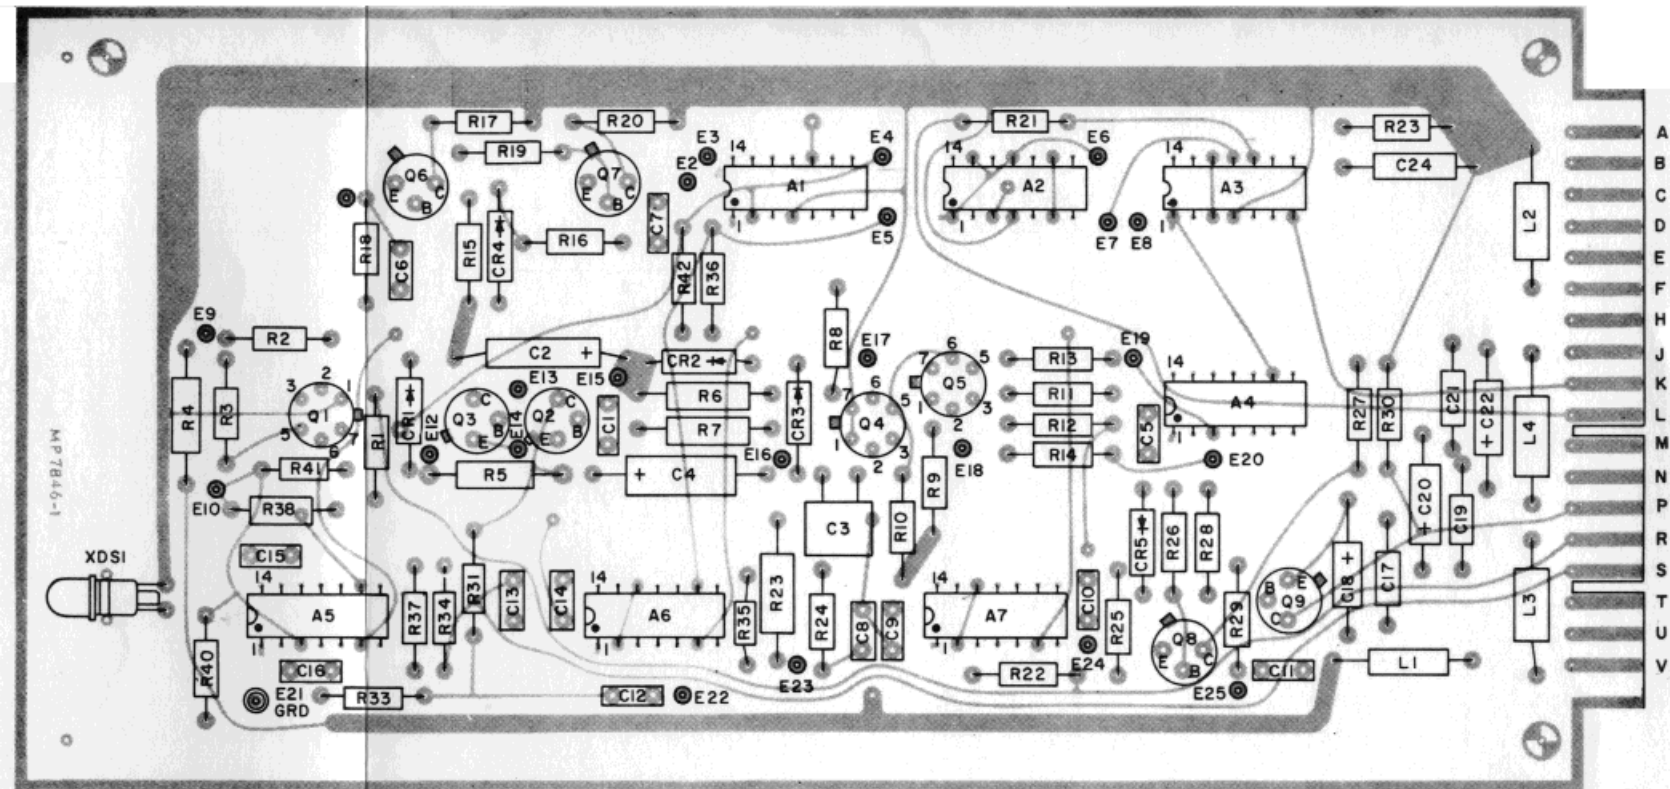 R17
R20
R21
R23
A
E3
E4
E6
R19
14
14
14
B
Q6
Q7
E2
A1
A2
A3
C24
C
E
C
E
C
B
B
C7
L2
1
1
1
D
R18
R15
CR4
R16
E5
E7
E8
C6
R42
R36
E
F
E9
H
R2
R8
C2 +
E17
6
E19
CR2
7
5
R13
J
E15
14
2
3
1
E13
R6
Q5
R11
K
R4
R3
Q1
R1
CR1
E12
Q3
C
B
E
E14
Q2
C
B
E
C1
CR3
7
6
5
1
3
A4
R27
R30
C21
C22
+
L4
L
5
7
6
R7
Q4
R12
C5
2
1
M
R41
E16
1
2
3
E18
R14
E20
R5
+ C4
R9
N
E10
R38
C3
R10
CR5
R26
R28
C20
+
C19
P
R
XDS1
C15
MP7846-1
14
14
14
S
A5
R37
R34
R31
C13
C14
A6
R35
R23
R24
C8
C9
A7
C10
R25
R29
B
E
Q9
C
C18
+
C17
L3
T
1
1
1
Q8
E
C
B
U
R40
C16
E24
E23
R22
C11
L1
V
E21
GRD
R33
C12
E22
E25